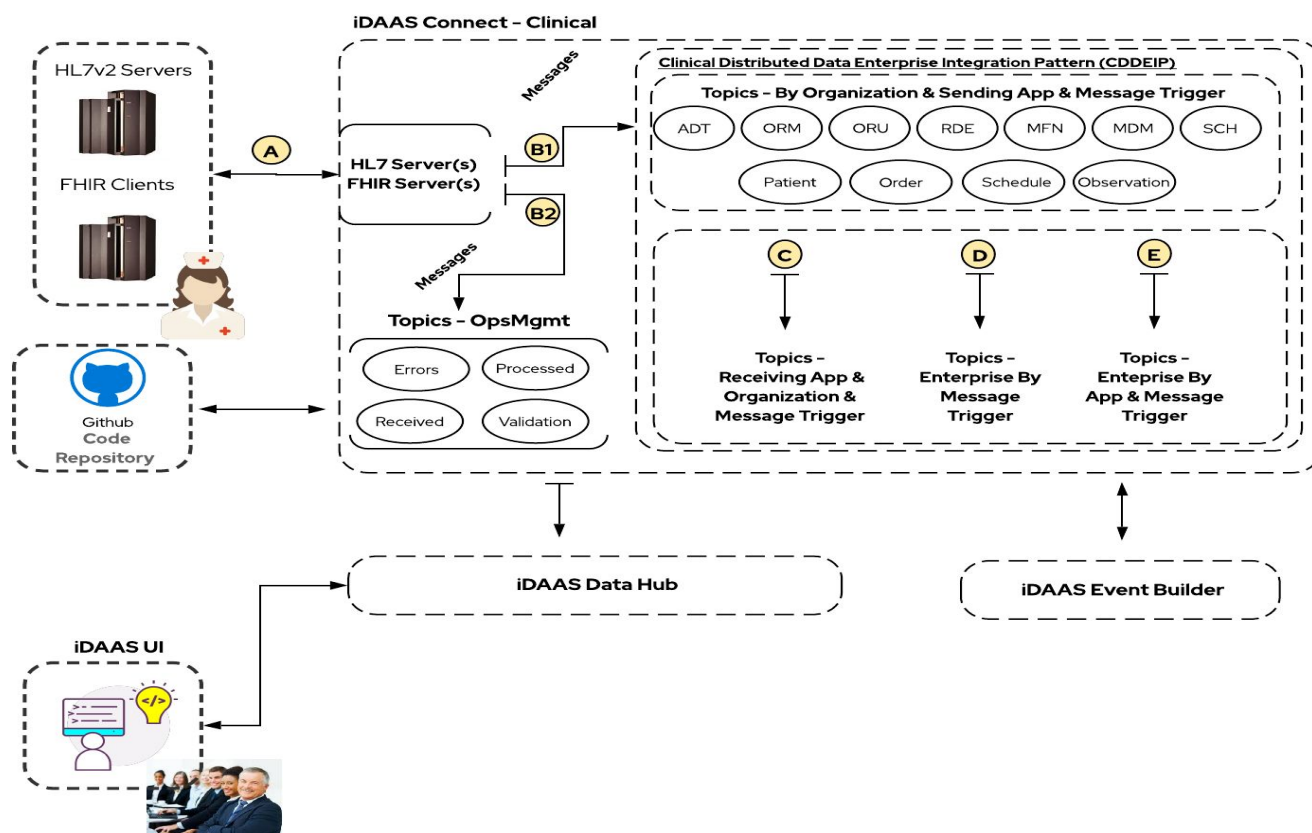 iDAAS Connect - Clinical
HL7v2 Servers
FHIR Clients
A
HL7 Server(s)
FHIR Server(s)
Messages
B1
B2
Messages
Clinical Distributed Data Enterprise Integration Pattern (CDDEIP)
Topics - By Organization & Sending App & Message Trigger
ADT
ORM
ORU
RDE
MFN
MDM
SCH
Patient
Order
Schedule
Observation
C
D
E
Topics -
Receiving App &
Organization &
Message Trigger
Topics -
Enterprise By
Message
Trigger
Topics -
Enteprise By
App & Message
Trigger
Topics - OpsMgmt
Errors
Processed
Received
Validation
Github
Code
Repository
iDAAS Data Hub
iDAAS Event Builder
iDAAS UI